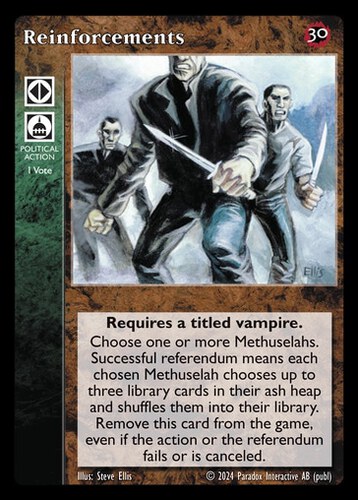 Reinforcements
30
POLITICAL
ACTION
1 Vote
Ellis
Requires a titled vampire.
Choose one or more Methuselahs.
Successful referendum means each
chosen Methuselah chooses up to
three library cards in their ash heap
and shuffles them into their library.
Remove this card from the game,
even if the action or the referendum
fails or is canceled.
Illus: Steve Ellis
© 2024 Paradox Interactive AB (publ)